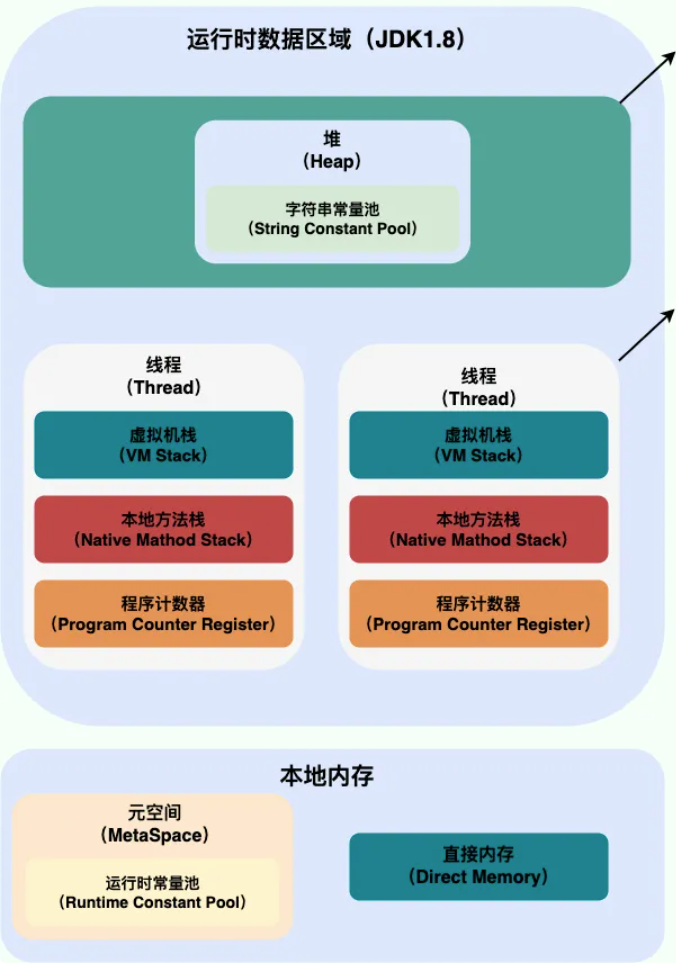 运行时数据区域（JDK1.8）
堆
（Heap）
字符串常量池
（String Constant Pool）
线程
（Thread）
虚拟机栈
（VM Stack）
本地方法栈
（Native Mathod Stack）
程序计数器
（Program Counter Register）
线程
（Thread）
虚拟机栈
（VM Stack）
本地方法栈
（Native Mathod Stack）
程序计数器
（Program Counter Register）
本地内存
元空间
（MetaSpace）
运行时常量池
（Runtime Constant Pool）
直接内存
（Direct Memory）